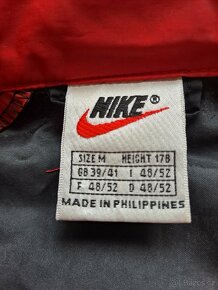 NIKE®
SIZE M HEIGHT 178
GB 39/41 I 48/52
F 48/52 D 48/52
MADE IN PHILIPPINES